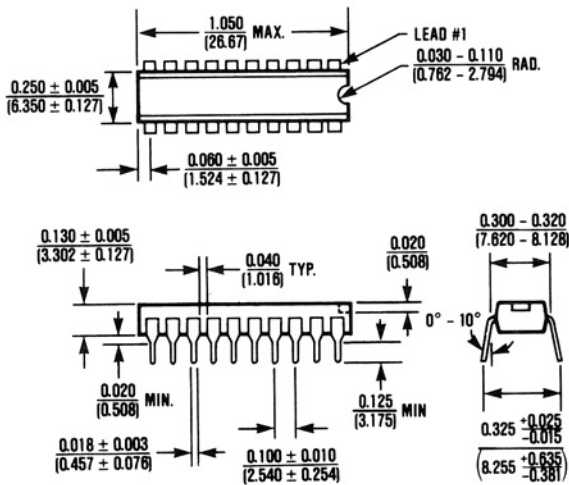 1.050
(26.67) MAX.
LEAD #1
0.030 - 0.110
(0.762 - 2.794) RAD.
0.250 ± 0.005
(6.350 ± 0.127)
0.060 ± 0.005
(1.524 ± 0.127)
0.130 ± 0.005
(3.302 ± 0.127)
0.040
(1.016) TYP.
0.020
(0.508)
0.300 - 0.320
(7.620 - 8.128)
0° - 10°
0.020
(0.508) MIN.
0.125
(3.175) MIN
0.018 ± 0.003
(0.457 ± 0.076)
0.100 ± 0.010
(2.540 ± 0.254)
0.325 +0.025
-0.015
(8.255 +0.635
-0.381)